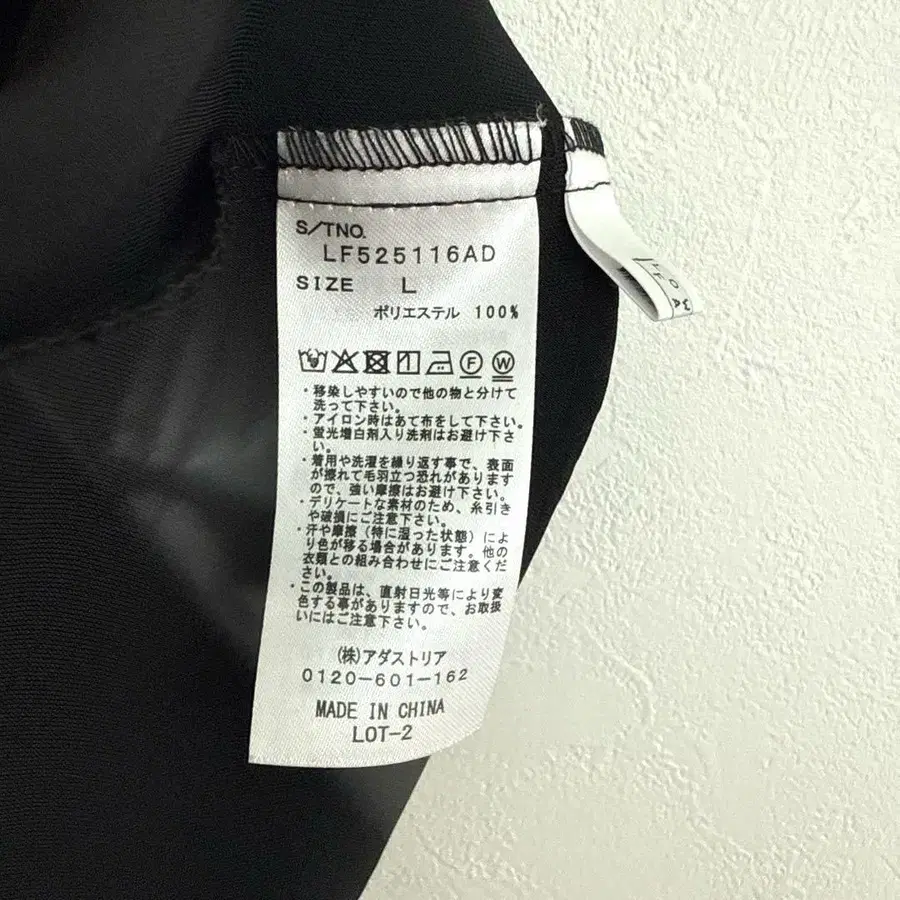 S/TNO.
LF525116AD
SIZE L
ポリエステル 100%
F W
・移染しやすいので他の物と分けて
洗って下さい。
・アイロン時はあて布をして下さい。
・蛍光増白剤入り洗剤はお避け下さ
い。
・着用や洗濯を繰り返す事で、表面
が擦れて毛羽立つ恐れがあります
ので、強い摩擦はお避け下さい。
・デリケートな素材のため、糸引き
や破損にご注意下さい。
・汗や摩擦（特に湿った状態）によ
り色が移る場合があります。他の
衣類との組み合わせにご注意くだ
さい。
・この製品は、直射日光等により変
色する事がありますので、お取扱
いにはご注意下さい。
(株)アダストリア
0120-601-162
MADE IN CHINA
LOT-2